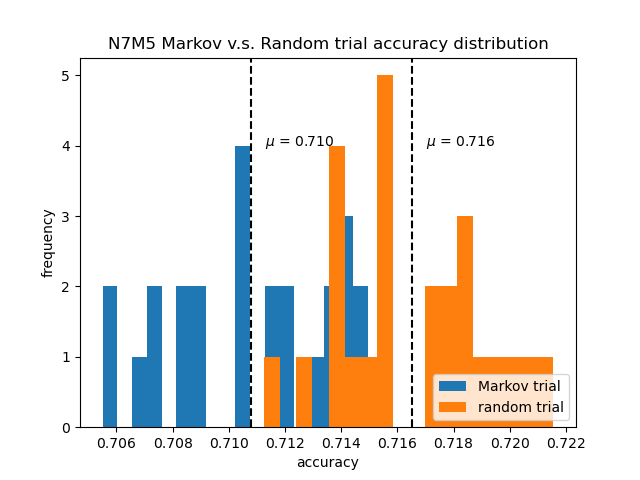 N7M5 Markov v.s. Random trial accuracy distribution
frequency
5
4
3
2
1
0
μ = 0.710
μ = 0.716
Markov trial
random trial
0.706 0.708 0.710 0.712 0.714 0.716 0.718 0.720 0.722
accuracy